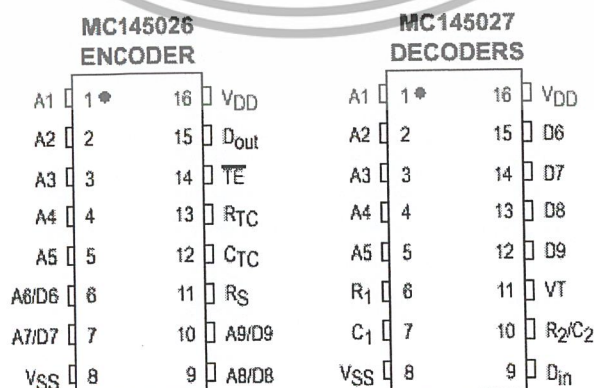 MC145026 MC145027
ENCODER DECODERS
A1 1 16 VDD A1 1 16 VDD
A2 2 15 Dout A2 2 15 D6
A3 3 14 TE A3 3 14 D7
A4 4 13 RTC A4 4 13 D8
A5 5 12 CTC A5 5 12 D9
A6/D6 6 11 RS R1 6 11 VT
A7/D7 7 10 A9/D9 C1 7 10 R2/C2
VSS 8 9 A8/D8 VSS 8 9 Din